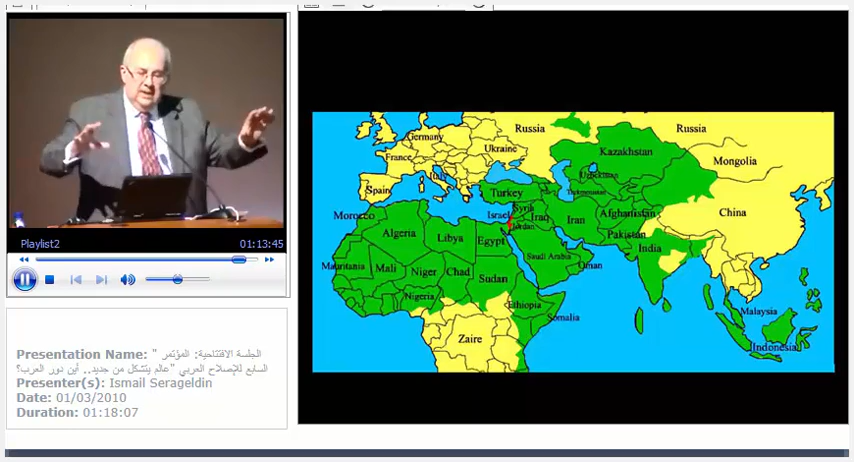 Playlist2 01:13:45
Presentation Name: " الجلسة الافتتاحية: المؤتمر
السابع للإصلاح العربي "عالم يتشكل من جديد.. أين دور العرب؟
Presenter(s): Ismail Serageldin
Date: 01/03/2010
Duration: 01:18:07
Russia Russia
Germany
Kazakhstan
Ukraine
France
Mongolia
Italy
Uzbekistan
Spain
Turkey
Turkmenistan
Syria
China
Morocco
Israel
Iraq
Iran
Afghanistan
Jordan
Algeria
Libya
Egypt
Pakistan
India
Saudi Arabia
Oman
Mauritania
Mali
Niger
Chad
Sudan
Nigeria
Ethiopia
Somalia
Malaysia
Zaire
Indonesia